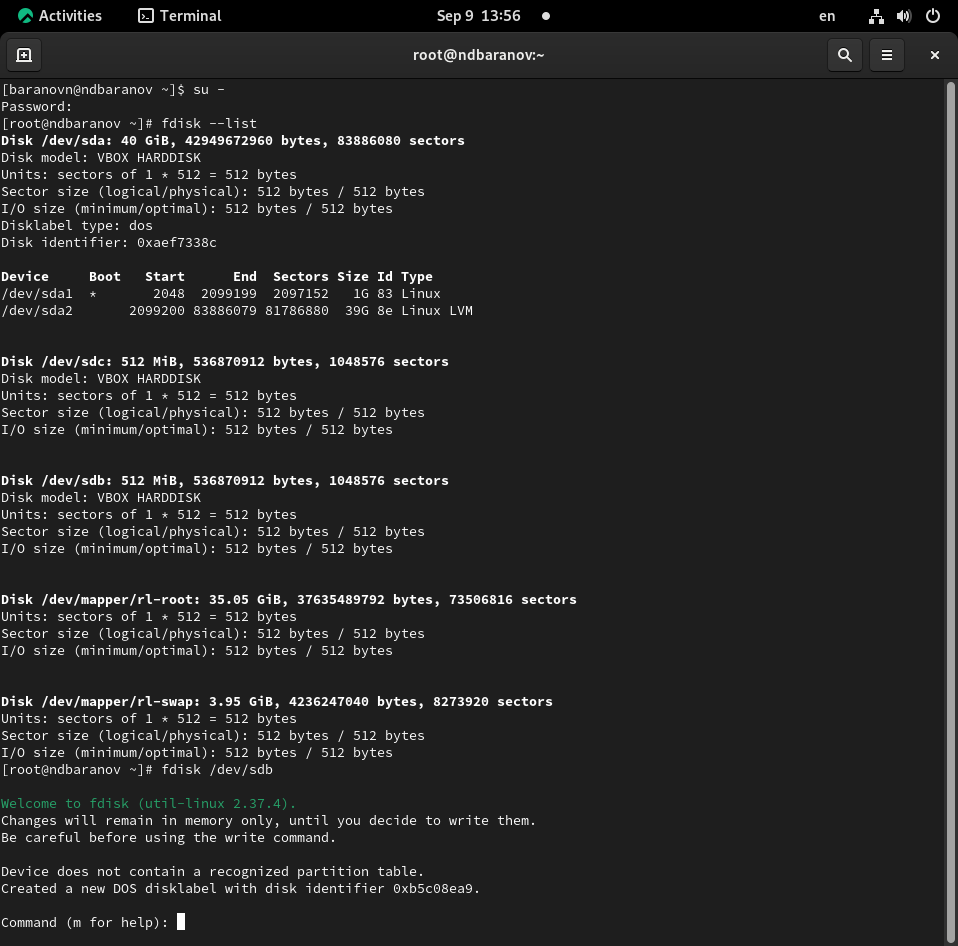 Activities Terminal Sep 9 13:56 en
root@ndbaranov:~
[baranovn@ndbaranov ~]$ su -
Password:
[root@ndbaranov ~]# fdisk --list
Disk /dev/sda: 40 GiB, 42949672960 bytes, 83886080 sectors
Disk model: VBOX HARDDISK
Units: sectors of 1 * 512 = 512 bytes
Sector size (logical/physical): 512 bytes / 512 bytes
I/O size (minimum/optimal): 512 bytes / 512 bytes
Disklabel type: dos
Disk identifier: 0xaef7338c
Device     Boot   Start      End  Sectors Size Id Type
/dev/sda1  *       2048  2099199  2097152   1G 83 Linux
/dev/sda2       2099200 83886079 81786880  39G 8e Linux LVM
Disk /dev/sdc: 512 MiB, 536870912 bytes, 1048576 sectors
Disk model: VBOX HARDDISK
Units: sectors of 1 * 512 = 512 bytes
Sector size (logical/physical): 512 bytes / 512 bytes
I/O size (minimum/optimal): 512 bytes / 512 bytes
Disk /dev/sdb: 512 MiB, 536870912 bytes, 1048576 sectors
Disk model: VBOX HARDDISK
Units: sectors of 1 * 512 = 512 bytes
Sector size (logical/physical): 512 bytes / 512 bytes
I/O size (minimum/optimal): 512 bytes / 512 bytes
Disk /dev/mapper/rl-root: 35.05 GiB, 37635489792 bytes, 73506816 sectors
Units: sectors of 1 * 512 = 512 bytes
Sector size (logical/physical): 512 bytes / 512 bytes
I/O size (minimum/optimal): 512 bytes / 512 bytes
Disk /dev/mapper/rl-swap: 3.95 GiB, 4236247040 bytes, 8273920 sectors
Units: sectors of 1 * 512 = 512 bytes
Sector size (logical/physical): 512 bytes / 512 bytes
I/O size (minimum/optimal): 512 bytes / 512 bytes
[root@ndbaranov ~]# fdisk /dev/sdb
Welcome to fdisk (util-linux 2.37.4).
Changes will remain in memory only, until you decide to write them.
Be careful before using the write command.
Device does not contain a recognized partition table.
Created a new DOS disklabel with disk identifier 0xb5c08ea9.
Command (m for help):